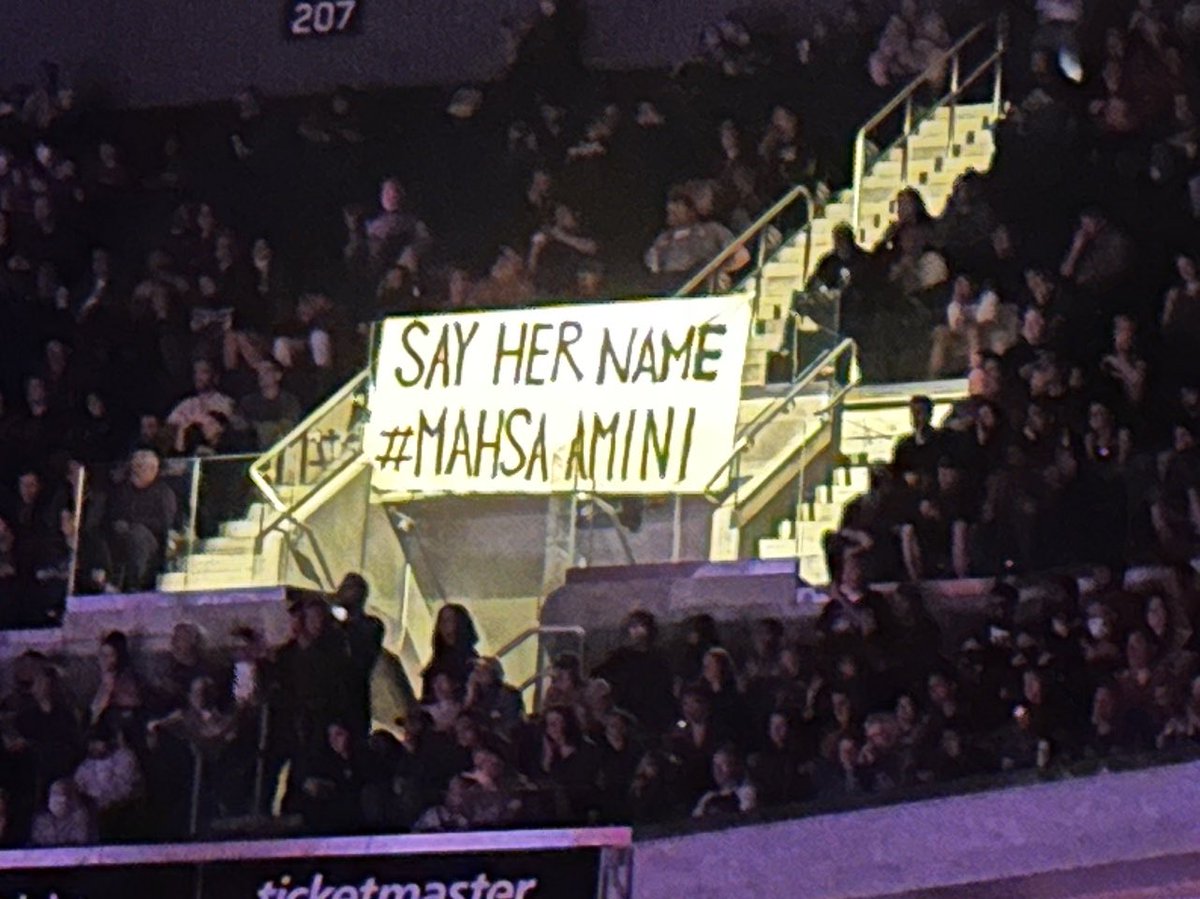 207
SAY HER NAME
#MAHSA AMINI
ticketmaster